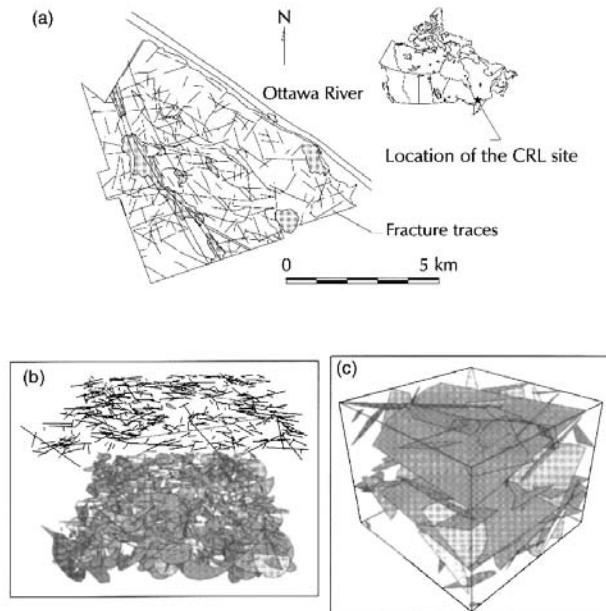 (a)
N
Ottawa River
Location of the CRL site
Fracture traces
0 5 km
(b)
(c)